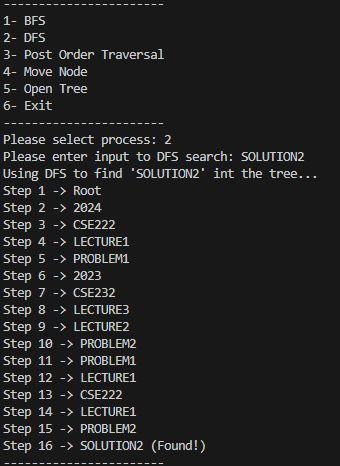 ------------------------
1- BFS
2- DFS
3- Post Order Traversal
4- Move Node
5- Open Tree
6- Exit
------------------------
Please select process: 2
Please enter input to DFS search: SOLUTION2
Using DFS to find 'SOLUTION2' int the tree...
Step 1 -> Root
Step 2 -> 2024
Step 3 -> CSE222
Step 4 -> LECTURE1
Step 5 -> PROBLEM1
Step 6 -> 2023
Step 7 -> CSE232
Step 8 -> LECTURE3
Step 9 -> LECTURE2
Step 10 -> PROBLEM2
Step 11 -> PROBLEM1
Step 12 -> LECTURE1
Step 13 -> CSE222
Step 14 -> LECTURE1
Step 15 -> PROBLEM2
Step 16 -> SOLUTION2 (Found!)
------------------------